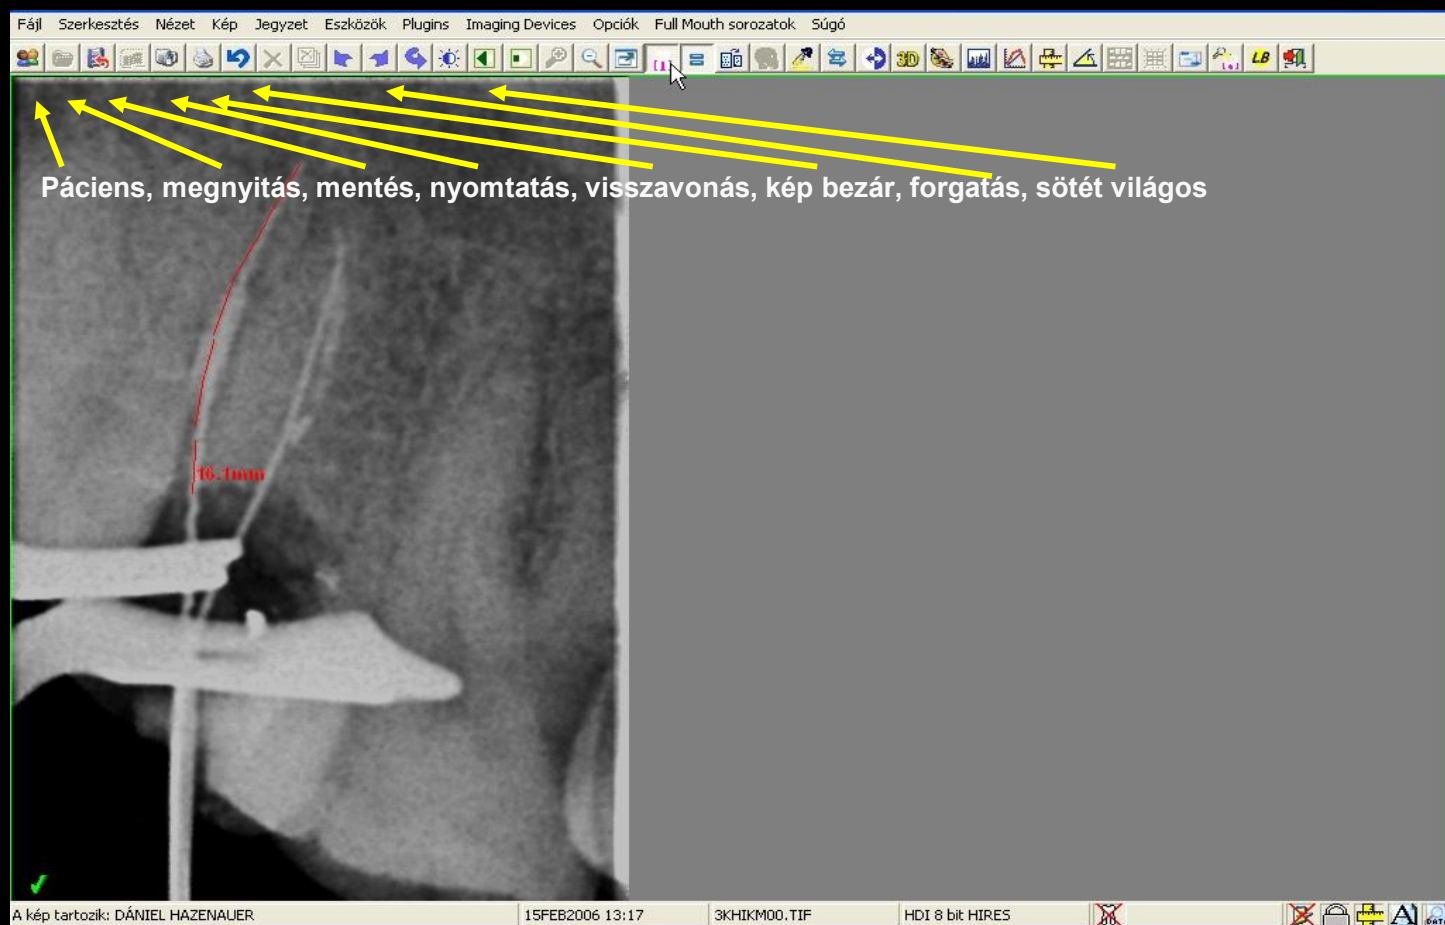 Fájl Szerkesztés Nézet Kép Jegyzet Eszközök Plugins Imaging Devices Opciók Full Mouth sorozatok Súgó
[1] 3D LB
Páciens, megnyitás, mentés, nyomtatás, visszavonás, kép bezár, forgatás, sötét világos
16.1mm
A kép tartozik: DÁNIEL HAZENAUER 15FEB2006 13:17 3KHIKM00.TIF HDI 8 bit HIRES A DATA